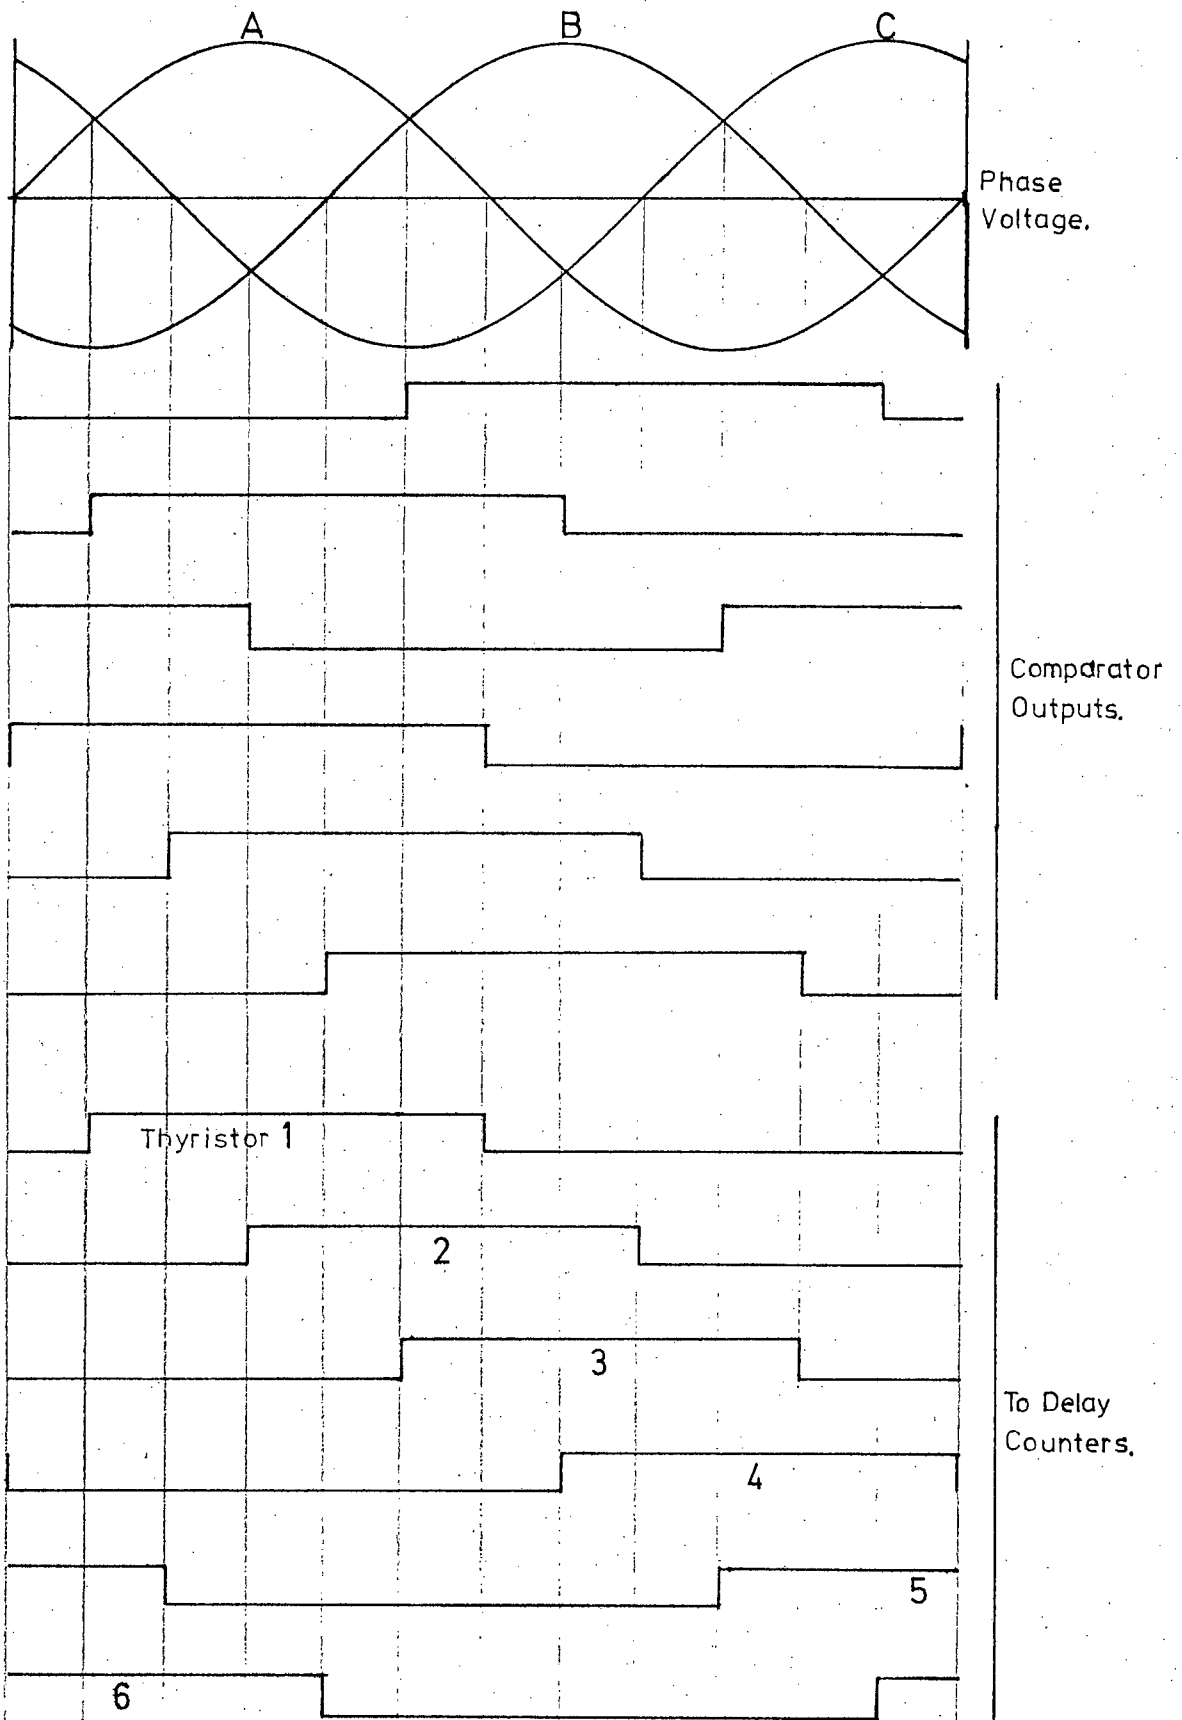 A B C
Phase
Voltage.
Comparator
Outputs.
Thyristor 1
2
3
To Delay
Counters.
4
5
6